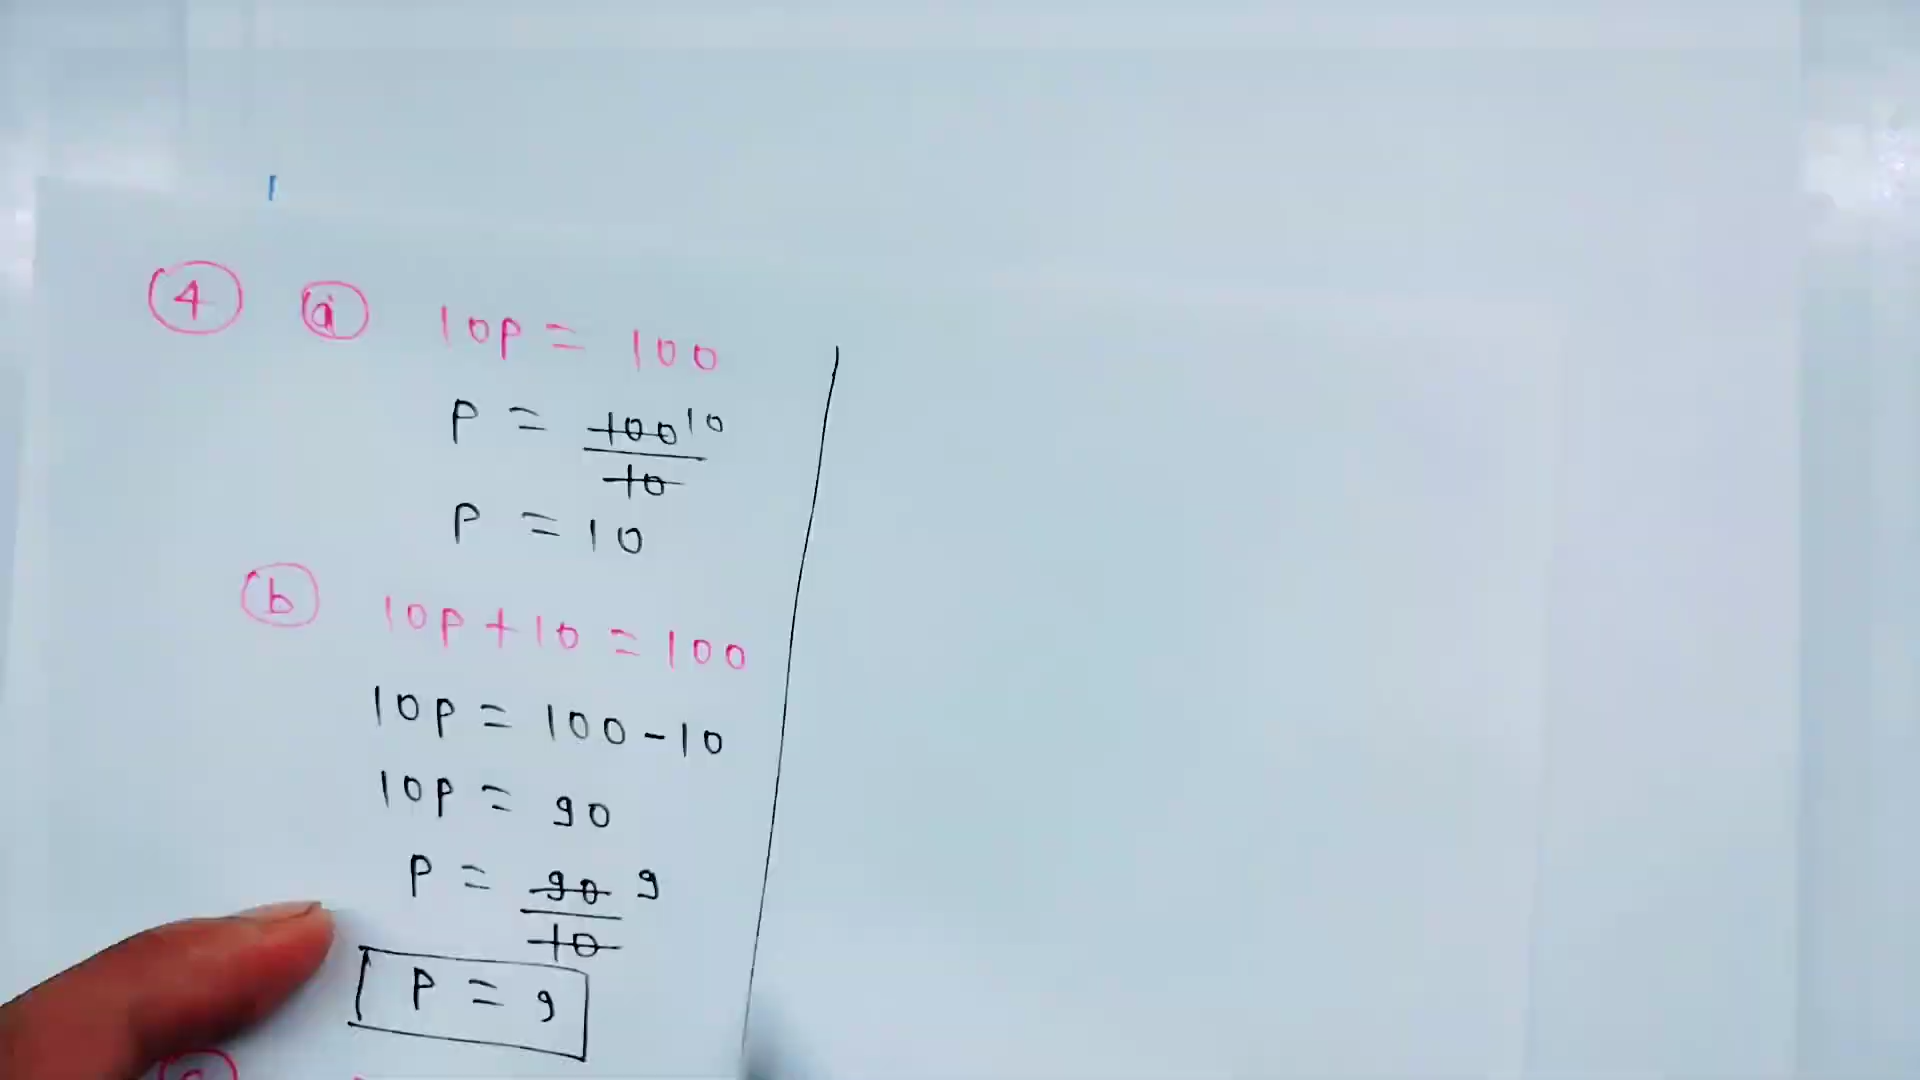 4 a 10p = 100
P = 100 10
10
P = 10
b 10p + 10 = 100
10p = 100 - 10
10p = 90
P = 90 9
10
P = 9